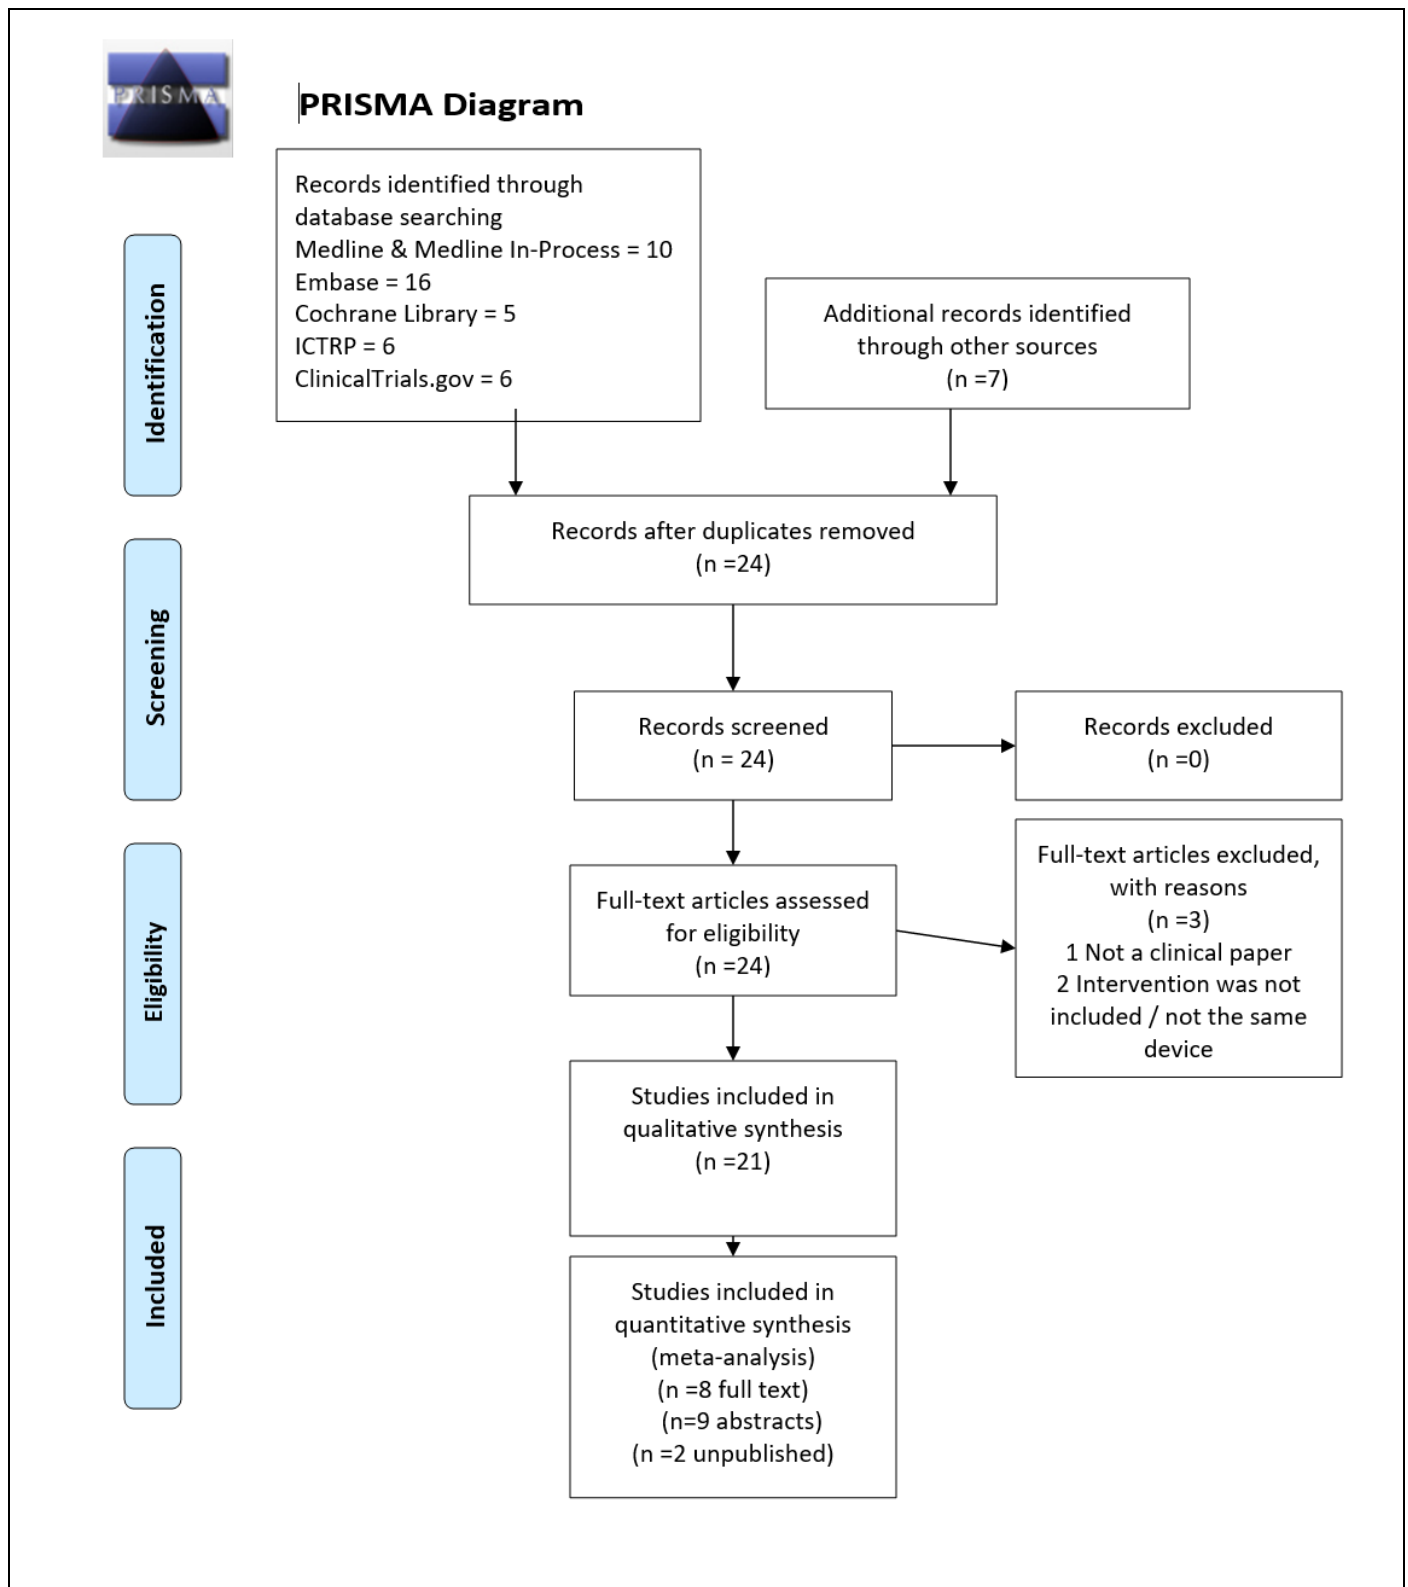 PRISMA
PRISMA Diagram
Records identified through
database searching
Medline & Medline In-Process = 10
Embase = 16
Cochrane Library = 5
ICTRP = 6
ClinicalTrials.gov = 6
Additional records identified
through other sources
(n =7)
Identification
Records after duplicates removed
(n =24)
Screening
Records screened
(n = 24)
Records excluded
(n =0)
Eligibility
Full-text articles assessed
for eligibility
(n =24)
Full-text articles excluded,
with reasons
(n =3)
1 Not a clinical paper
2 Intervention was not
included / not the same
device
Studies included in
qualitative synthesis
(n =21)
Included
Studies included in
quantitative synthesis
(meta-analysis)
(n =8 full text)
(n=9 abstracts)
(n =2 unpublished)